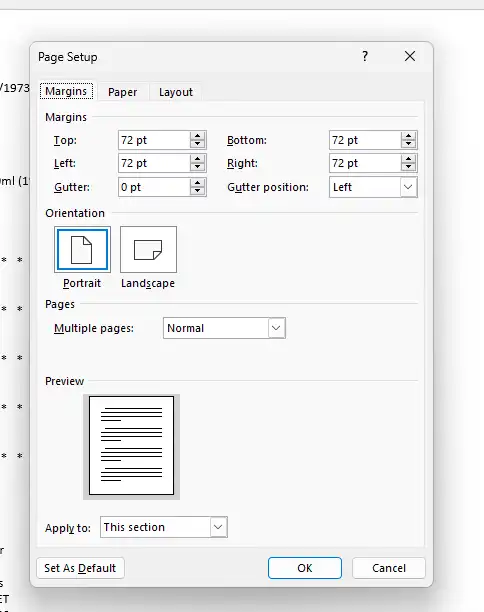 Page Setup ? ×
/1973
Margins Paper Layout
Margins
Top: 72 pt Bottom: 72 pt
Left: 72 pt Right: 72 pt
Gutter: 0 pt Gutter position: Left
Orientation
* *
Portrait Landscape
Pages
* *
Multiple pages: Normal
* *
Preview
* *
* *
Apply to: This section
r
Set As Default OK Cancel
s
ET